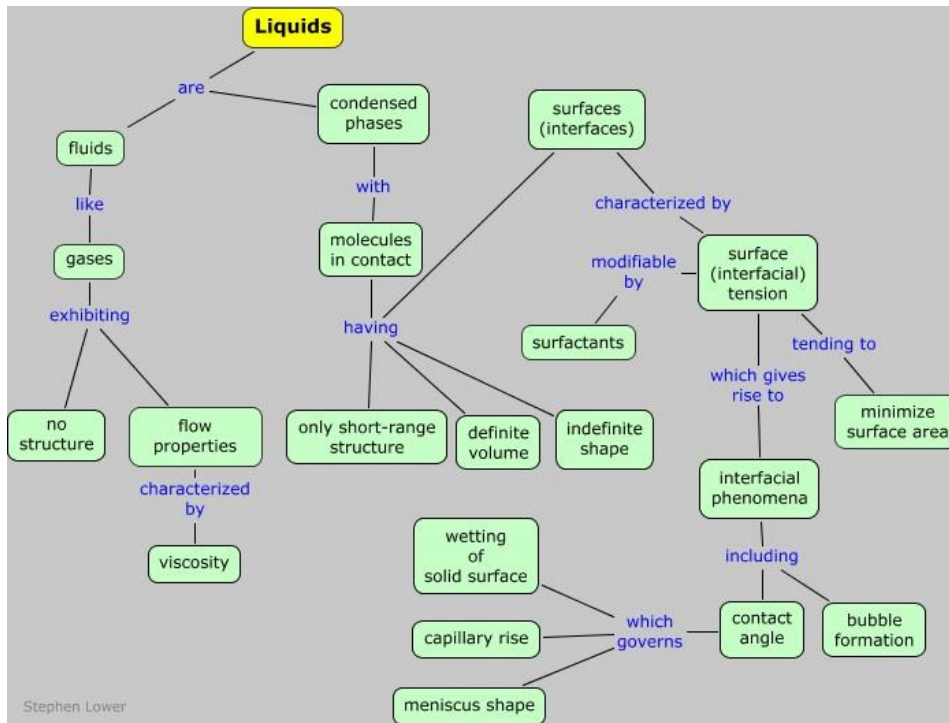 Liquids
are
condensed
phases
surfaces
(interfaces)
fluids
with
like
characterized by
molecules
in contact
surface
(interfacial)
tension
gases
modifiable
by
exhibiting
having
surfactants
tending to
which gives
rise to
no
structure
flow
properties
only short-range
structure
definite
volume
indefinite
shape
minimize
surface area
characterized
by
interfacial
phenomena
viscosity
wetting
of
solid surface
including
capillary rise
which
governs
contact
angle
bubble
formation
meniscus shape
Stephen Lower